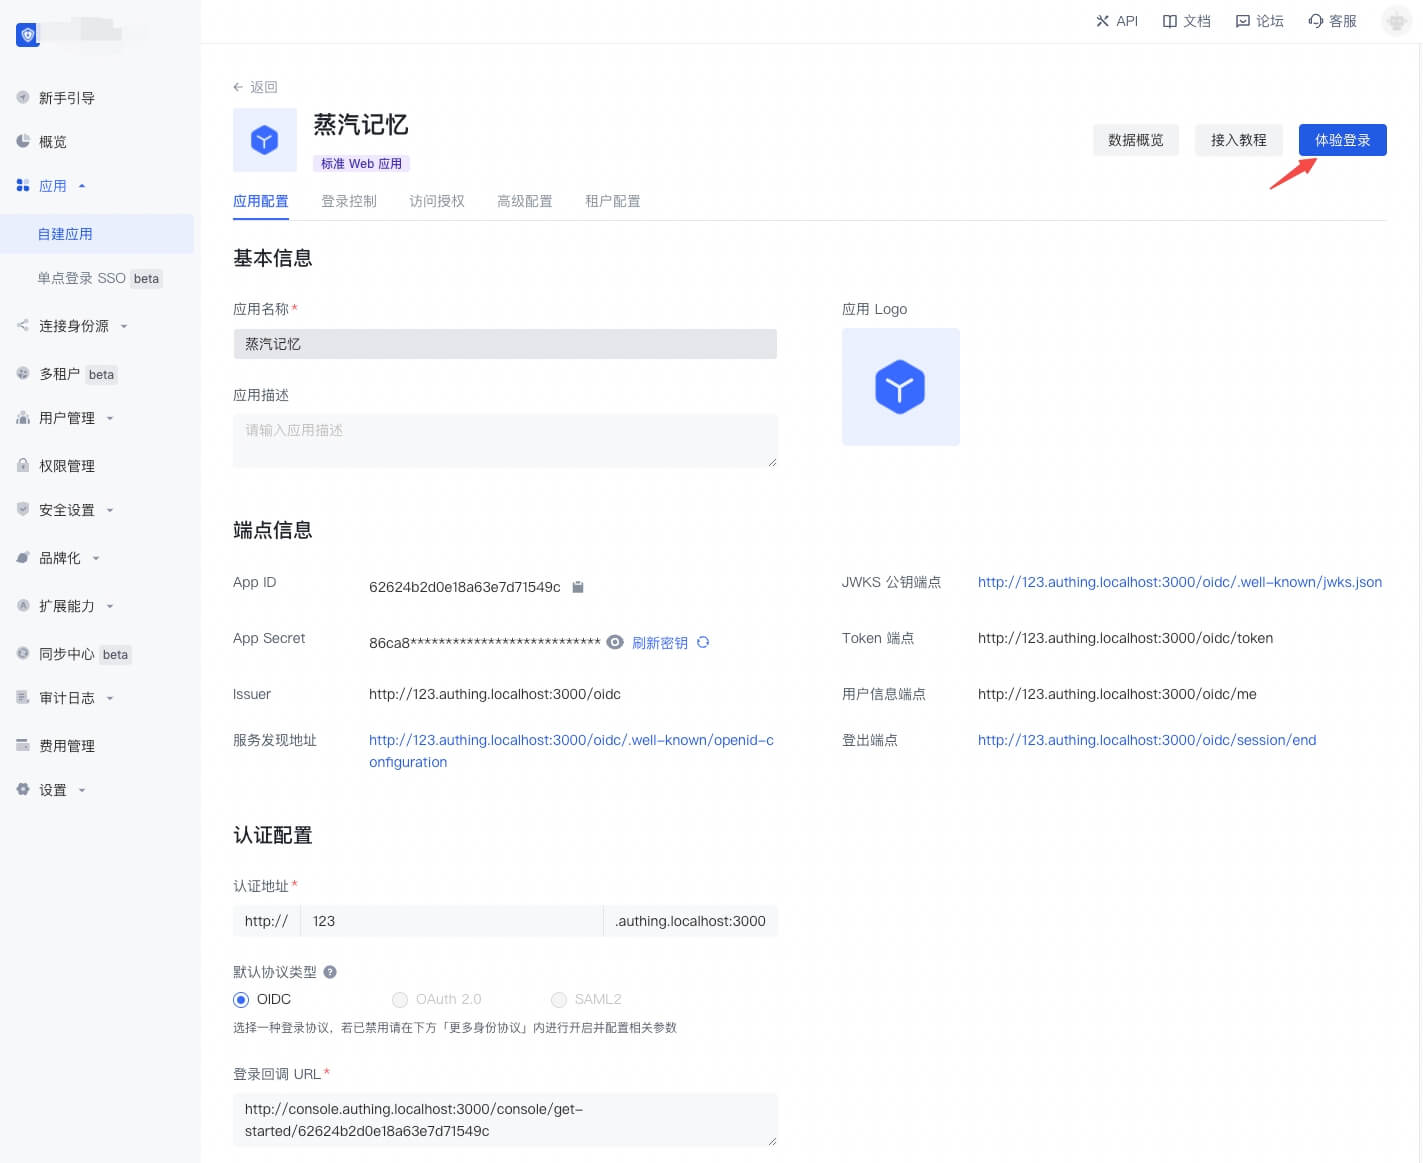 API
文档
论坛
客服
新手引导
概览
应用
自建应用
单点登录 SSO beta
连接身份源
多租户 beta
用户管理
权限管理
安全设置
品牌化
扩展能力
同步中心 beta
审计日志
费用管理
设置
返回
蒸汽记忆
标准 Web 应用
数据概览
接入教程
体验登录
应用配置
登录控制
访问授权
高级配置
租户配置
基本信息
应用名称*
蒸汽记忆
应用描述
请输入应用描述
应用 Logo
端点信息
App ID
62624b2d0e18a63e7d71549c
App Secret
86ca8*************************** 刷新密钥
Issuer
http://123.authing.localhost:3000/oidc
服务发现地址
http://123.authing.localhost:3000/oidc/.well-known/openid-c
onfiguration
JWKS 公钥端点
http://123.authing.localhost:3000/oidc/.well-known/jwks.json
Token 端点
http://123.authing.localhost:3000/oidc/token
用户信息端点
http://123.authing.localhost:3000/oidc/me
登出端点
http://123.authing.localhost:3000/oidc/session/end
认证配置
认证地址*
http:// 123 .authing.localhost:3000
默认协议类型 ?
OIDC
OAuth 2.0
SAML2
选择一种登录协议，若已禁用请在下方「更多身份协议」内进行开启并配置相关参数
登录回调 URL*
http://console.authing.localhost:3000/console/get-
started/62624b2d0e18a63e7d71549c